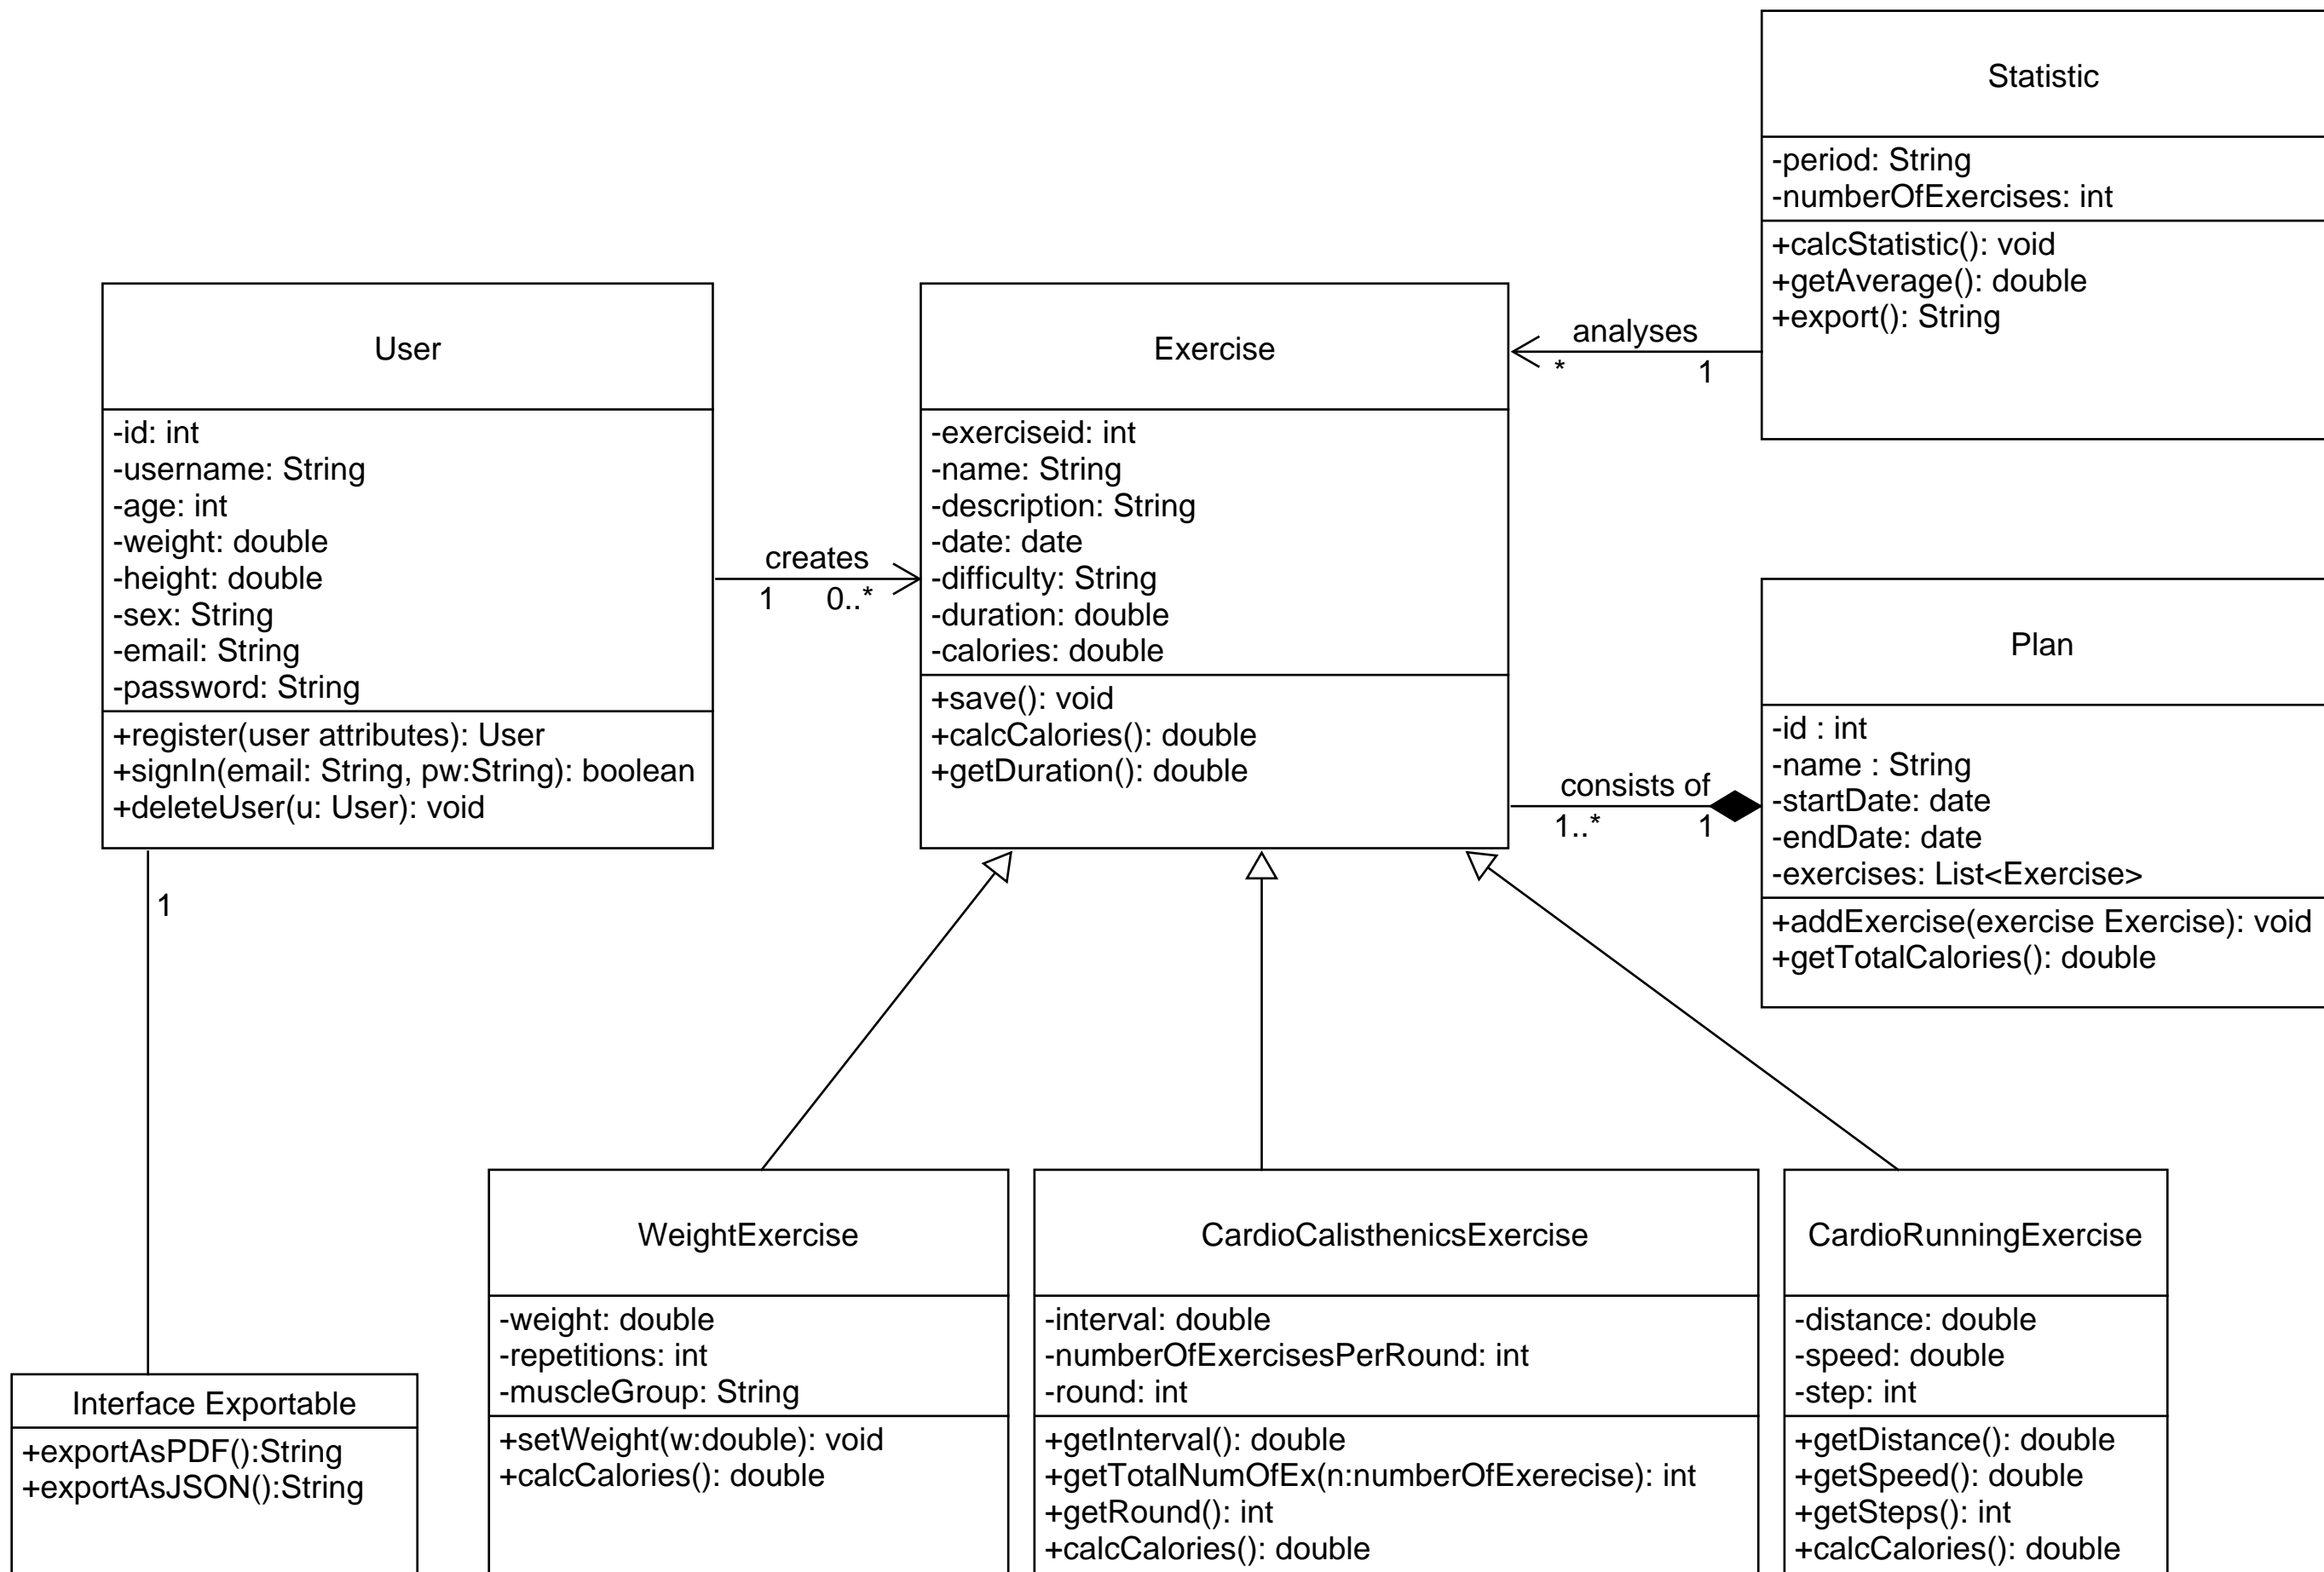 Statistic
-period: String
-numberOfExercises: int
+calcStatistic(): void
+getAverage(): double
+export(): String
User
-id: int
-username: String
-age: int
-weight: double
-height: double
-sex: String
-email: String
-password: String
+register(user attributes): User
+signIn(email: String, pw:String): boolean
+deleteUser(u: User): void
creates
1
0..*
Exercise
-exerciseid: int
-name: String
-description: String
-date: date
-difficulty: String
-duration: double
-calories: double
+save(): void
+calcCalories(): double
+getDuration(): double
analyses
*
1
consists of
1..*
1
Plan
-id : int
-name : String
-startDate: date
-endDate: date
-exercises: List<Exercise>
+addExercise(exercise Exercise): void
+getTotalCalories(): double
1
Interface Exportable
+exportAsPDF():String
+exportAsJSON():String
WeightExercise
-weight: double
-repetitions: int
-muscleGroup: String
+setWeight(w:double): void
+calcCalories(): double
CardioCalisthenicsExercise
-interval: double
-numberOfExercisesPerRound: int
-round: int
+getInterval(): double
+getTotalNumOfEx(n:numberOfExerecise): int
+getRound(): int
+calcCalories(): double
CardioRunningExercise
-distance: double
-speed: double
-step: int
+getDistance(): double
+getSpeed(): double
+getSteps(): int
+calcCalories(): double